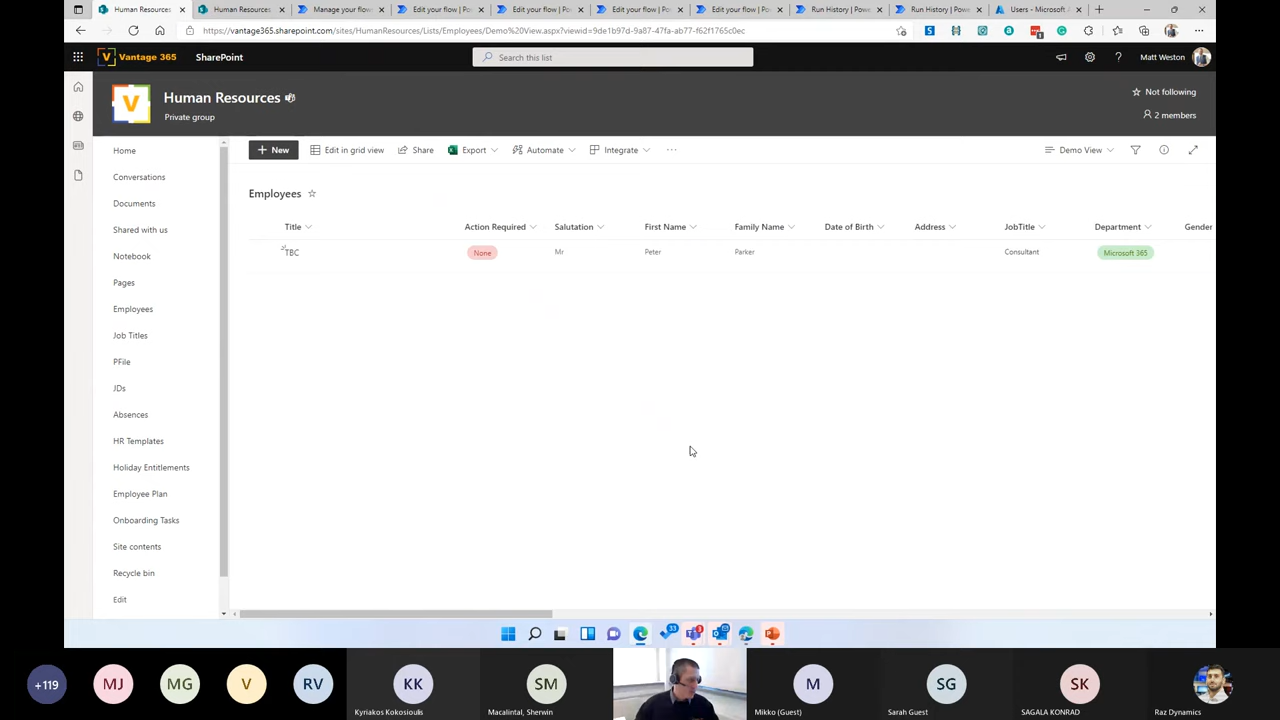 Human Resources
Human Resources
Manage your flow
Edit your flow | Po
Edit your flow | Pow
Edit your flow | Pow
Edit your flow | Pow
Run History | Powe
Run History | Powe
Users - Microsoft A
https://vantage365.sharepoint.com/sites/HumanResources/Lists/Employees/Demo%20View.aspx?viewid=9de1b97d-9a87-47fa-ab77-f62f1765c0ec
Vantage 365
SharePoint
Search this list
Matt Weston
Human Resources
Private group
Not following
2 members
Home
Conversations
Documents
Shared with us
Notebook
Pages
Employees
Job Titles
PFile
JDs
Absences
HR Templates
Holiday Entitlements
Employee Plan
Onboarding Tasks
Site contents
Recycle bin
Edit
New
Edit in grid view
Share
Export
Automate
Integrate
Demo View
Employees
Title Action Required Salutation First Name Family Name Date of Birth Address JobTitle Department Gender
TBC None Mr Peter Parker Consultant Microsoft 365
33
+119
MJ
MG
V
RV
KK
Kyriakos Kokosioulis
SM
Macalintal, Sherwin
M
Mikko (Guest)
SG
Sarah Guest
SK
SAGALA KONRAD
Raz Dynamics